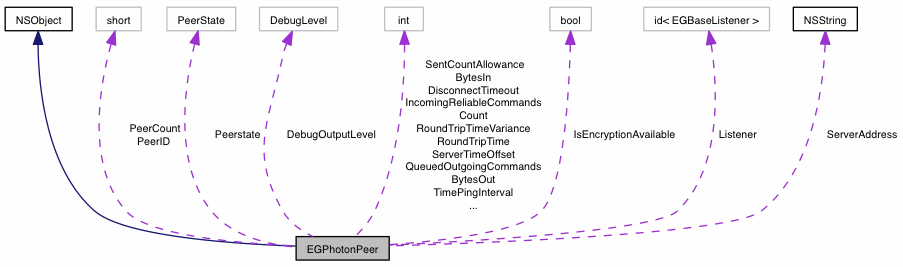 NSObject
short
PeerState
DebugLevel
int
bool
id< EGBaseListener >
NSString
SentCountAllowance
BytesIn
DisconnectTimeout
IncomingReliableCommands
Count
RoundTripTimeVariance
RoundTripTime
ServerTimeOffset
QueuedOutgoingCommands
BytesOut
TimePingInterval
...
PeerCount
PeerID
Peerstate
DebugOutputLevel
IsEncryptionAvailable
Listener
ServerAddress
EGPhotonPeer